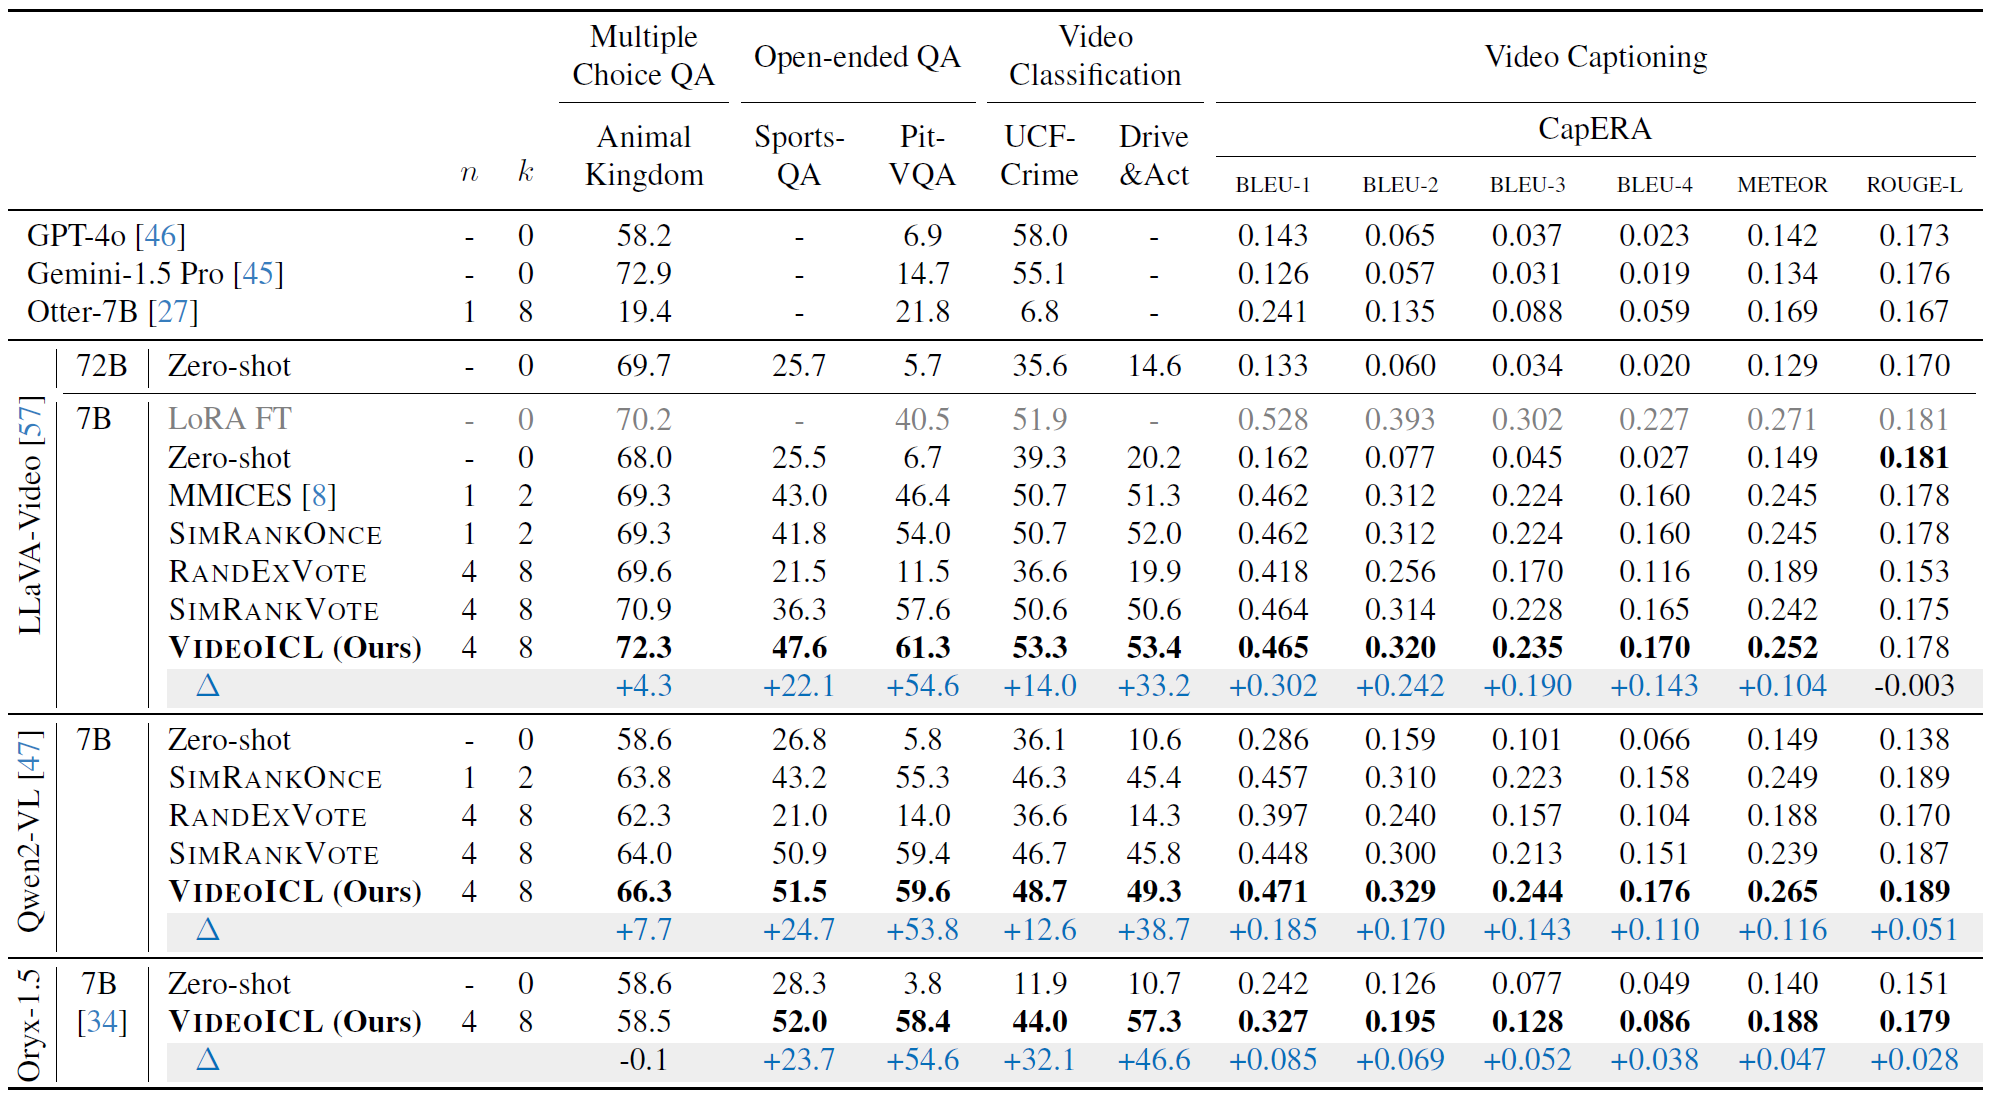 Multiple Choice QA Open-ended QA Video Classification Video Captioning
n k Animal Kingdom Sports-QA Pit-VQA UCF-Crime Drive &Act CapERA
BLEU-1 BLEU-2 BLEU-3 BLEU-4 METEOR ROUGE-L
GPT-4o [46] - 0 58.2 - 6.9 58.0 - 0.143 0.065 0.037 0.023 0.142 0.173
Gemini-1.5 Pro [45] - 0 72.9 - 14.7 55.1 - 0.126 0.057 0.031 0.019 0.134 0.176
Otter-7B [27] 1 8 19.4 - 21.8 6.8 - 0.241 0.135 0.088 0.059 0.169 0.167
LLaVA-Video [57]
72B Zero-shot - 0 69.7 25.7 5.7 35.6 14.6 0.133 0.060 0.034 0.020 0.129 0.170
7B LoRA FT - 0 70.2 - 40.5 51.9 - 0.528 0.393 0.302 0.227 0.271 0.181
Zero-shot - 0 68.0 25.5 6.7 39.3 20.2 0.162 0.077 0.045 0.027 0.149 0.181
MMICES [8] 1 2 69.3 43.0 46.4 50.7 51.3 0.462 0.312 0.224 0.160 0.245 0.178
SIMRANKONCE 1 2 69.3 41.8 54.0 50.7 52.0 0.462 0.312 0.224 0.160 0.245 0.178
RANDEXVOTE 4 8 69.6 21.5 11.5 36.6 19.9 0.418 0.256 0.170 0.116 0.189 0.153
SIMRANKVOTE 4 8 70.9 36.3 57.6 50.6 50.6 0.464 0.314 0.228 0.165 0.242 0.175
VIDEOICL (Ours) 4 8 72.3 47.6 61.3 53.3 53.4 0.465 0.320 0.235 0.170 0.252 0.178
Δ +4.3 +22.1 +54.6 +14.0 +33.2 +0.302 +0.242 +0.190 +0.143 +0.104 -0.003
Qwen2-VL [47]
7B Zero-shot - 0 58.6 26.8 5.8 36.1 10.6 0.286 0.159 0.101 0.066 0.149 0.138
SIMRANKONCE 1 2 63.8 43.2 55.3 46.3 45.4 0.457 0.310 0.223 0.158 0.249 0.189
RANDEXVOTE 4 8 62.3 21.0 14.0 36.6 14.3 0.397 0.240 0.157 0.104 0.188 0.170
SIMRANKVOTE 4 8 64.0 50.9 59.4 46.7 45.8 0.448 0.300 0.213 0.151 0.239 0.187
VIDEOICL (Ours) 4 8 66.3 51.5 59.6 48.7 49.3 0.471 0.329 0.244 0.176 0.265 0.189
Δ +7.7 +24.7 +53.8 +12.6 +38.7 +0.185 +0.170 +0.143 +0.110 +0.116 +0.051
Oryx-1.5
7B [34] Zero-shot - 0 58.6 28.3 3.8 11.9 10.7 0.242 0.126 0.077 0.049 0.140 0.151
VIDEOICL (Ours) 4 8 58.5 52.0 58.4 44.0 57.3 0.327 0.195 0.128 0.086 0.188 0.179
Δ -0.1 +23.7 +54.6 +32.1 +46.6 +0.085 +0.069 +0.052 +0.038 +0.047 +0.028